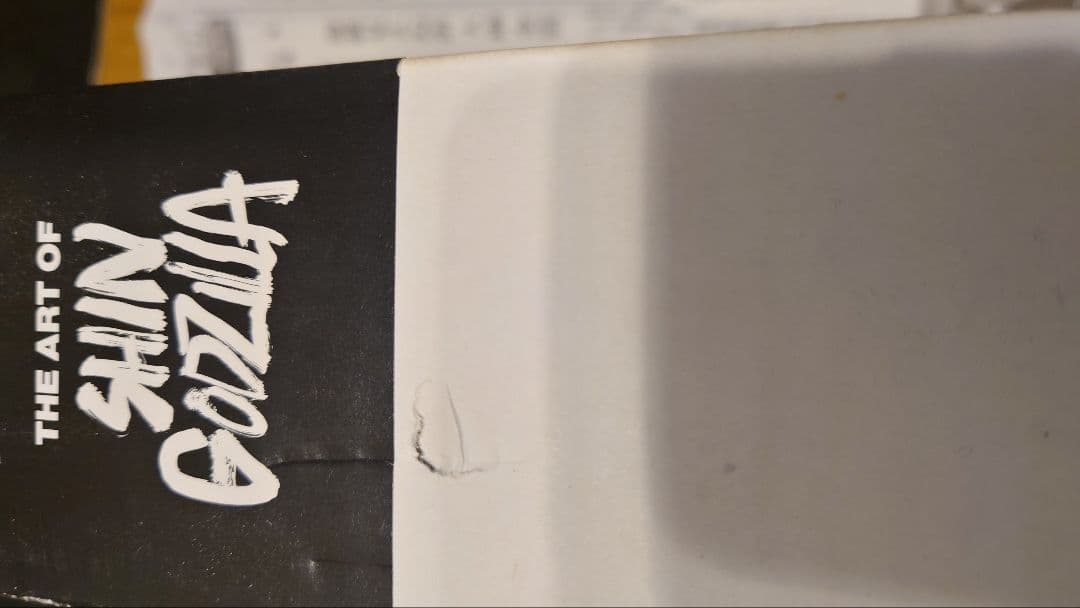 THE ART OF
SHIN
GODZILLA